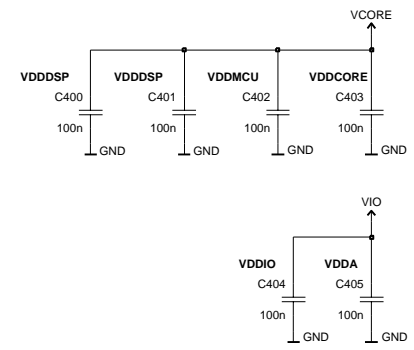 VCORE
VDDDSP VDDDSP VDDMCU VDDCORE
C400 C401 C402 C403
100n 100n 100n 100n
GND GND GND GND
VIO
VDDIO VDDA
C404 C405
100n 100n
GND GND